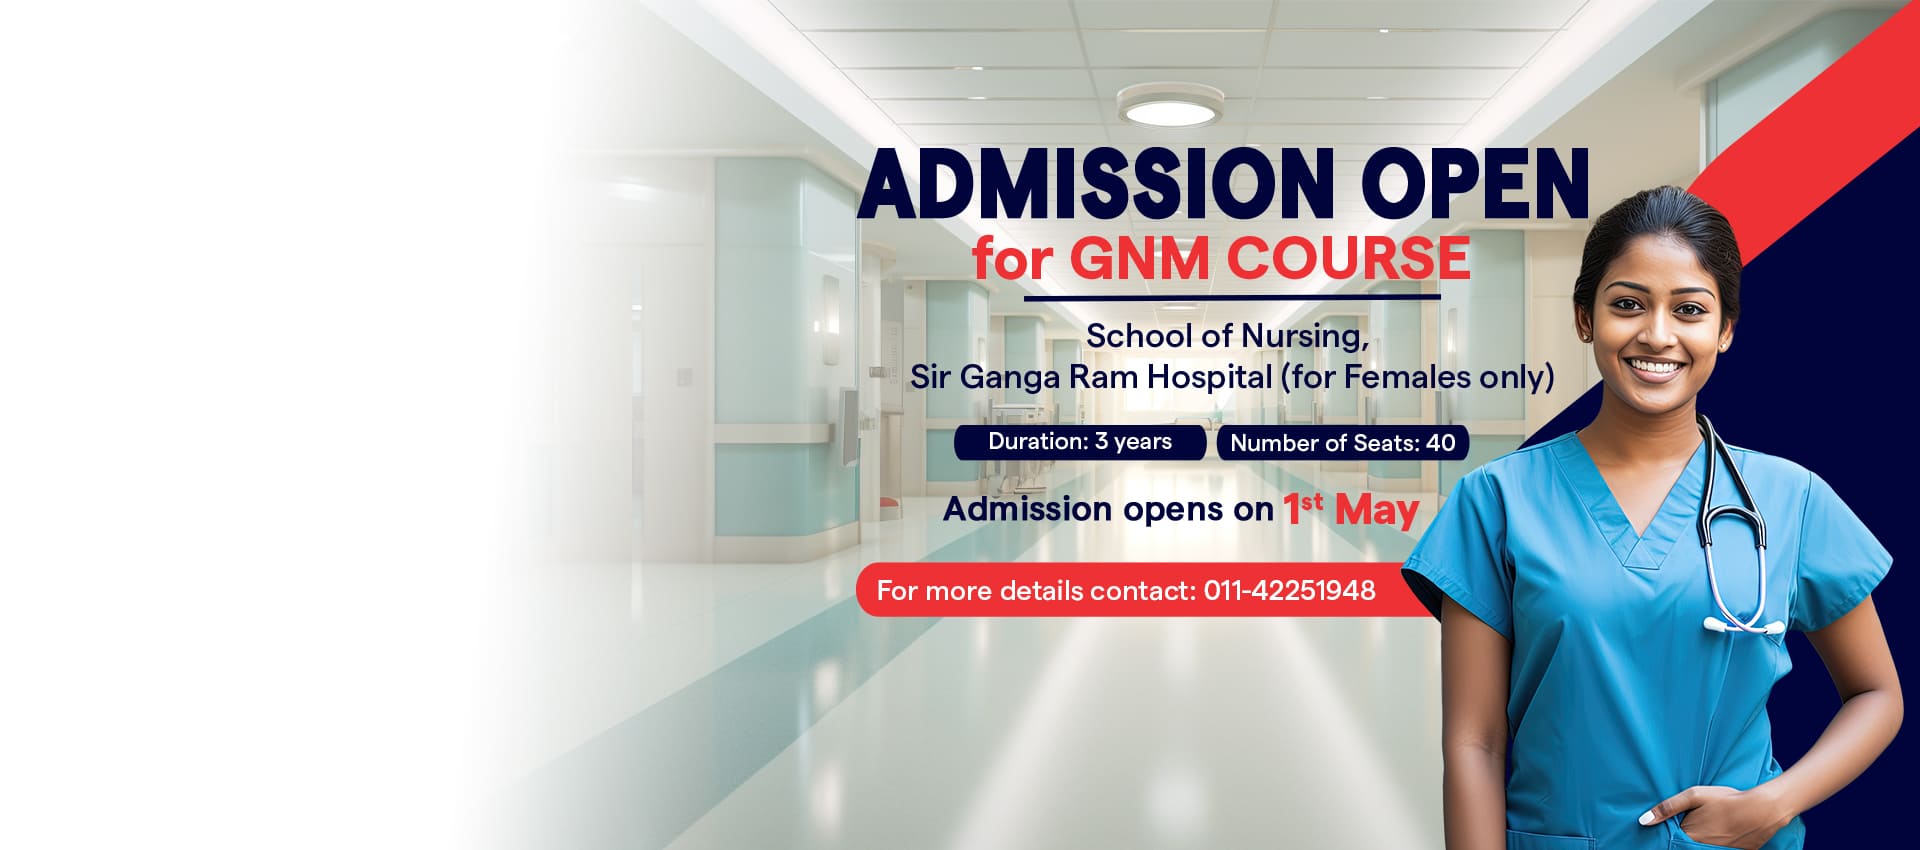 ADMISSION OPEN
for GNM COURSE
School of Nursing,
Sir Ganga Ram Hospital (for Females only)
Duration: 3 years
Number of Seats: 40
Admission opens on 1st May
For more details contact: 011-42251948